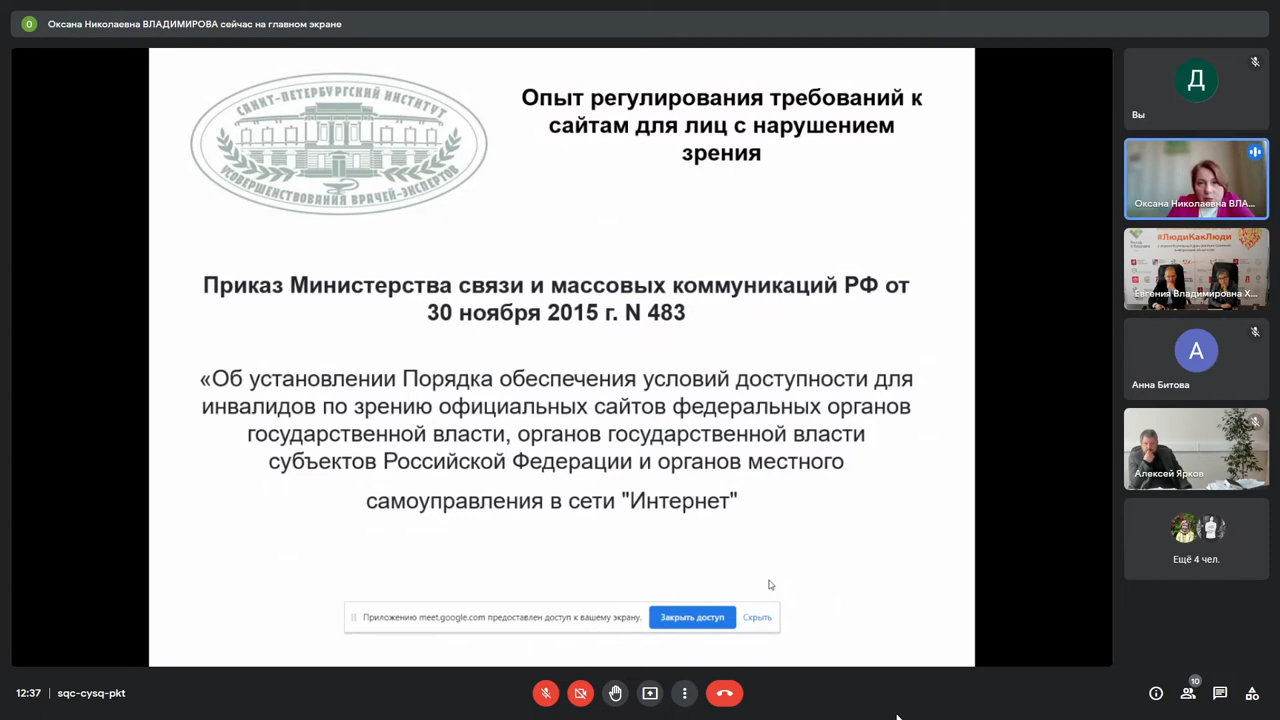 О
Оксана Николаевна ВЛАДИМИРОВА сейчас на главном экране
САНКТ-ПЕТЕРБУРГСКИЙ ИНСТИТУТ
УСОВЕРШЕНСТВОВАНИЯ ВРАЧЕЙ-ЭКСПЕРТОВ
Опыт регулирования требований к
сайтам для лиц с нарушением
зрения
Приказ Министерства связи и массовых коммуникаций РФ от
30 ноября 2015 г. N 483
«Об установлении Порядка обеспечения условий доступности для
инвалидов по зрению официальных сайтов федеральных органов
государственной власти, органов государственной власти
субъектов Российской Федерации и органов местного
самоуправления в сети "Интернет"
Приложению meet.google.com предоставлен доступ к вашему экрану.
Закрыть доступ
Скрыть
Д
Вы
Оксана Николаевна ВЛА...
#ЛюдиКакЛюди
Евгения Владимировна Х...
А
Анна Битова
Алексей Ярков
Ещё 4 чел.
12:37
sqc-cysq-pkt
10